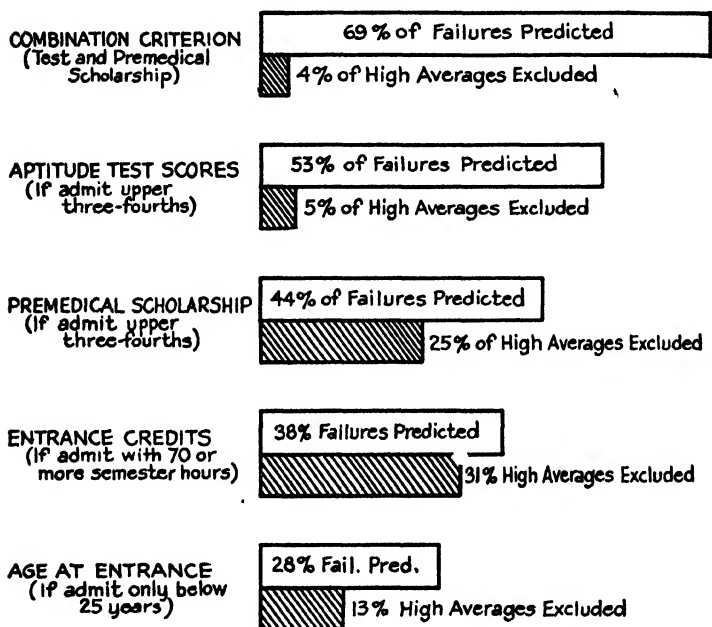 COMBINATION CRITERION
(Test and Premedical
Scholarship)
69% of Failures Predicted
4% of High Averages Excluded
APTITUDE TEST SCORES
(If admit upper
three-fourths)
53% of Failures Predicted
5% of High Averages Excluded
PREMEDICAL SCHOLARSHIP
(If admit upper
three-fourths)
44% of Failures Predicted
25% of High Averages Excluded
ENTRANCE CREDITS
(If admit with 70 or
more semester hours)
38% Failures Predicted
31% High Averages Excluded
AGE AT ENTRANCE
(If admit only below
25 years)
28% Fail. Pred.
13% High Averages Excluded